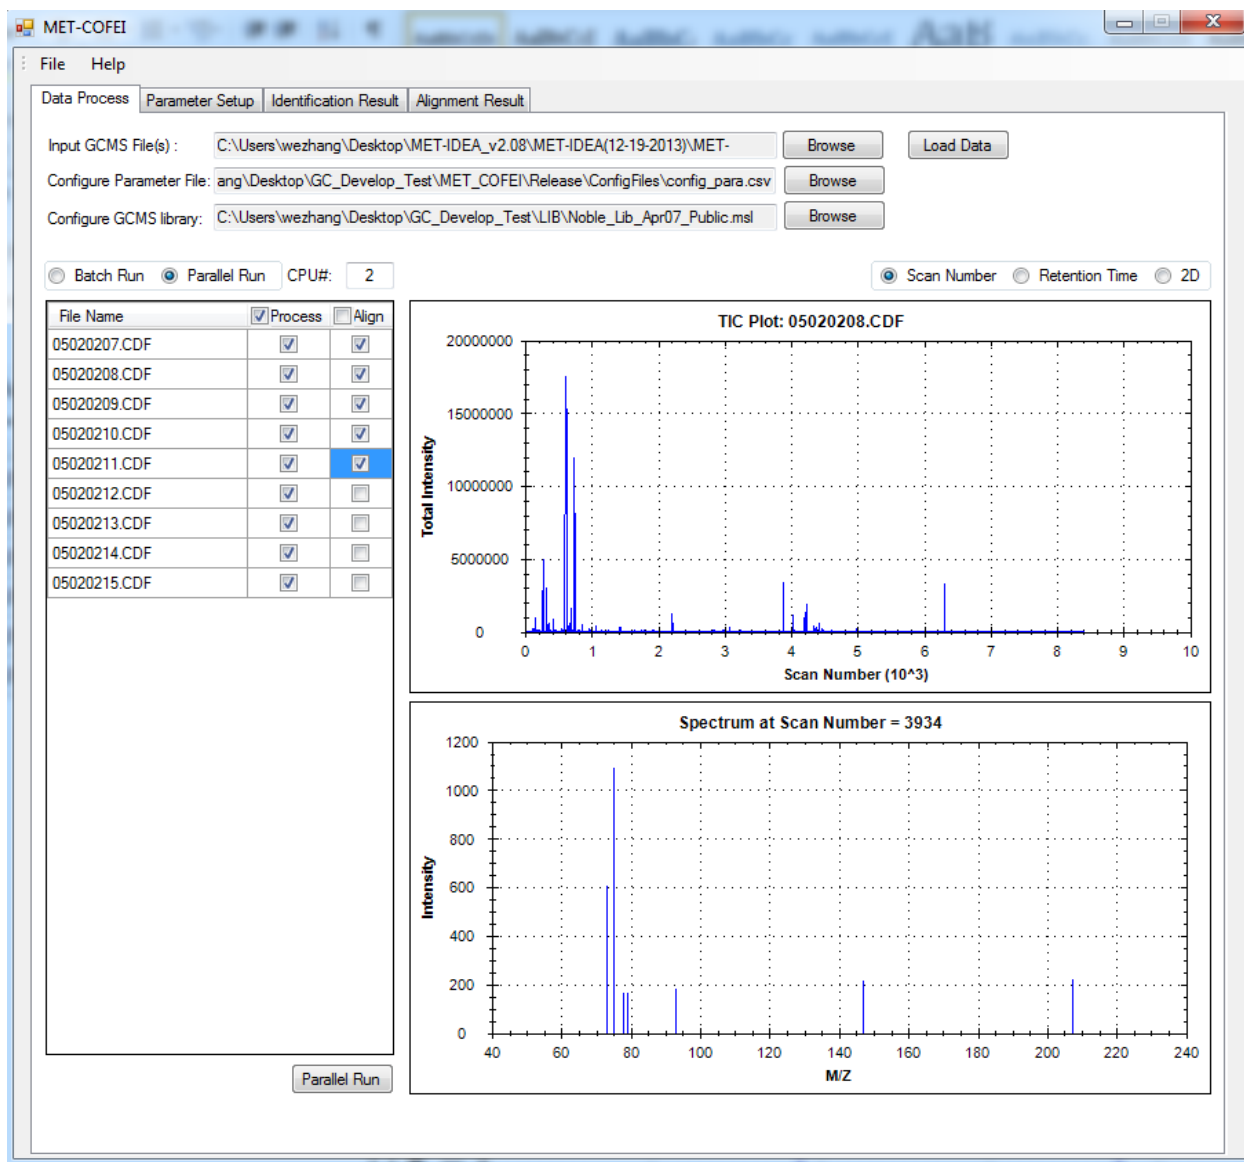 MET-COFEI
File Help
Data Process Parameter Setup Identification Result Alignment Result
Input GCMS File(s) : C:\Users\wezhang\Desktop\MET-IDEA_v2.08\MET-IDEA(12-19-2013)\MET- Browse Load Data
Configure Parameter File: ang\Desktop\GC_Develop_Test\MET_COFEI\Release\ConfigFiles\config_para.csv Browse
Configure GCMS library: C:\Users\wezhang\Desktop\GC_Develop_Test\LIB\Noble_Lib_Apr07_Public.msl Browse
Batch Run Parallel Run CPU#: 2 Scan Number Retention Time 2D
File Name Process Align
05020207.CDF
05020208.CDF
05020209.CDF
05020210.CDF
05020211.CDF
05020212.CDF
05020213.CDF
05020214.CDF
05020215.CDF
Parallel Run
TIC Plot: 05020208.CDF
20000000
15000000
10000000
5000000
0
Total Intensity
0 1 2 3 4 5 6 7 8 9 10
Scan Number (10^3)
Spectrum at Scan Number = 3934
1200
1000
800
600
400
200
0
Intensity
40 60 80 100 120 140 160 180 200 220 240
M/Z